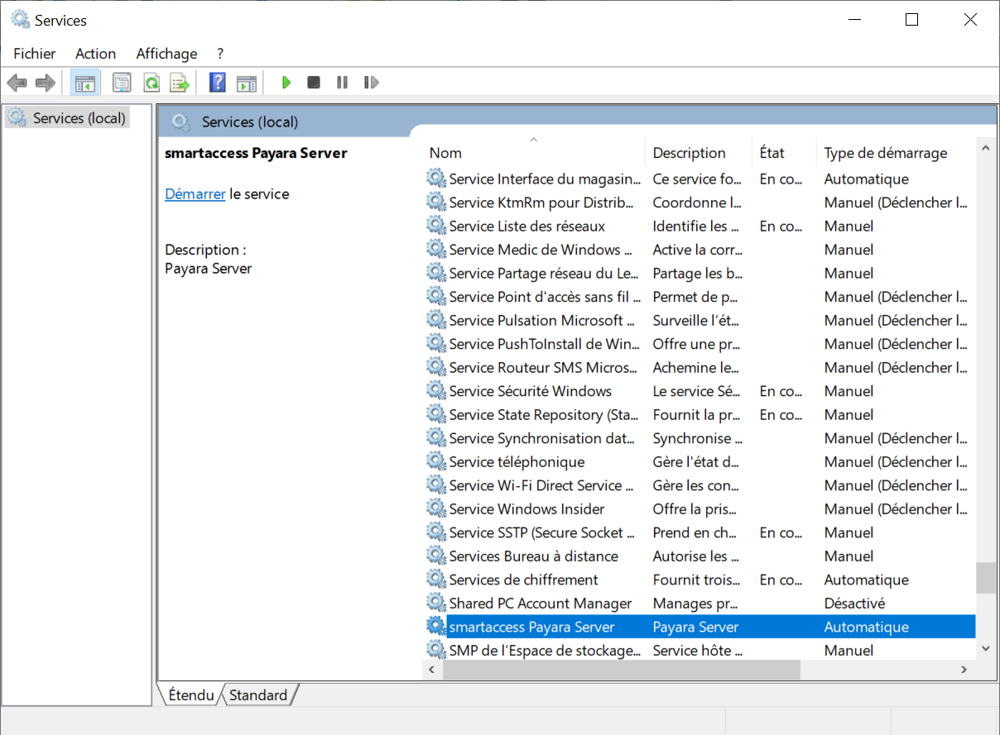 Services
Fichier Action Affichage ?
Services (local)
Services (local)
smartaccess Payara Server
Démarrer le service
Description :
Payara Server
Nom Description État Type de démarrage
Service Interface du magasin... Ce service fo... En co... Automatique
Service KtmRm pour Distrib... Coordonne l... Manuel (Déclencher l...
Service Liste des réseaux Identifie les ... En co... Manuel
Service Medic de Windows ... Active la corr... Manuel
Service Partage réseau du Le... Partage les b... Manuel
Service Point d'accès sans fil ... Permet de p... Manuel (Déclencher l...
Service Pulsation Microsoft ... Surveille l’ét... Manuel (Déclencher l...
Service PushToInstall de Win... Offre une pr... Manuel (Déclencher l...
Service Routeur SMS Micros... Achemine le... Manuel (Déclencher l...
Service Sécurité Windows Le service Sé... En co... Manuel
Service State Repository (Sta... Fournit la pr... En co... Manuel
Service Synchronisation dat... Synchronise ... Manuel (Déclencher l...
Service téléphonique Gère l'état d... Manuel (Déclencher l...
Service Wi-Fi Direct Service ... Gère les con... Manuel (Déclencher l...
Service Windows Insider Offre la pris... Manuel (Déclencher l...
Service SSTP (Secure Socket ... Prend en ch... En co... Manuel
Services Bureau à distance Autorise les ... Manuel
Services de chiffrement Fournit trois... En co... Automatique
Shared PC Account Manager Manages pr... Désactivé
smartaccess Payara Server Payara Server Automatique
SMP de l’Espace de stockage... Service hôte ... Manuel
Étendu Standard